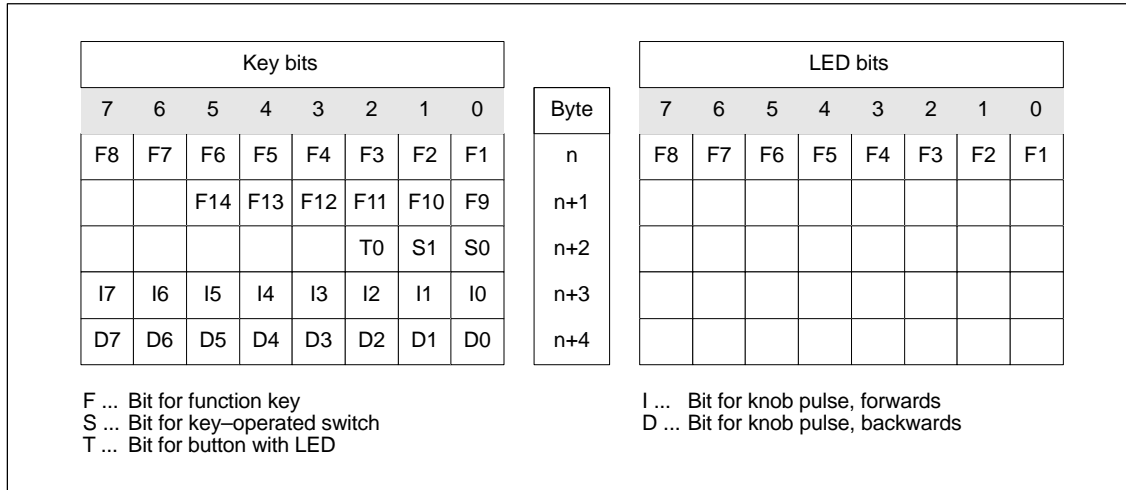 Key bits LED bits
7 6 5 4 3 2 1 0 Byte 7 6 5 4 3 2 1 0
F8 F7 F6 F5 F4 F3 F2 F1 n F8 F7 F6 F5 F4 F3 F2 F1
F14 F13 F12 F11 F10 F9 n+1
T0 S1 S0 n+2
I7 I6 I5 I4 I3 I2 I1 I0 n+3
D7 D6 D5 D4 D3 D2 D1 D0 n+4
F ... Bit for function key
S ... Bit for key–operated switch
T ... Bit for button with LED
I ... Bit for knob pulse, forwards
D ... Bit for knob pulse, backwards